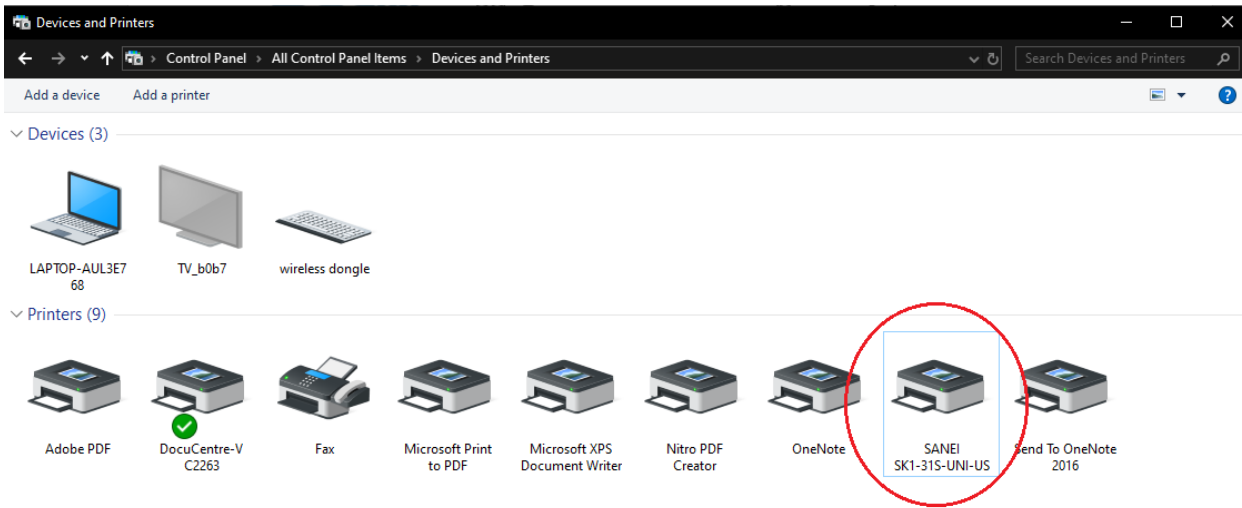 Devices and Printers
Control Panel > All Control Panel Items > Devices and Printers
Search Devices and Printers
Add a device Add a printer
?
Devices (3)
LAPTOP-AUL3E7
68
TV_b0b7
wireless dongle
Printers (9)
Adobe PDF
DocuCentre-V
C2263
Fax
Microsoft Print
to PDF
Microsoft XPS
Document Writer
Nitro PDF
Creator
OneNote
SANEI
SK1-31S-UNI-US
Send To OneNote
2016